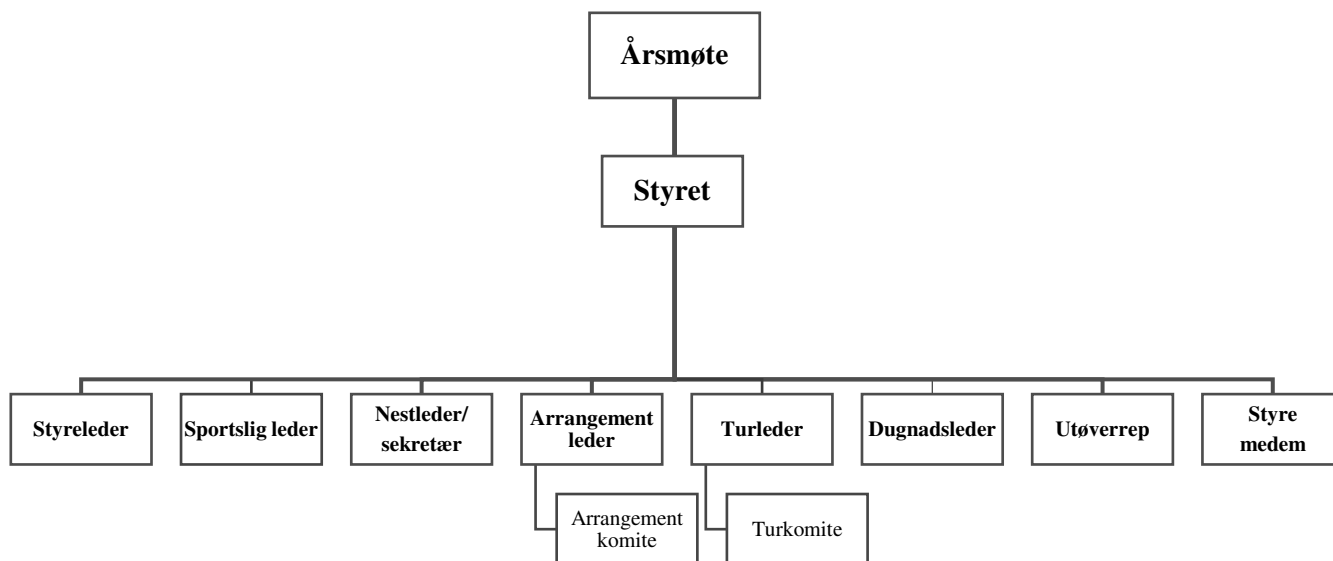 Årsmøte
Styret
Styreleder
Sportslig leder
Nestleder/
sekretær
Arrangement
leder
Turleder
Dugnadsleder
Utøverrep
Styre
medem
Arrangement
komite
Turkomite